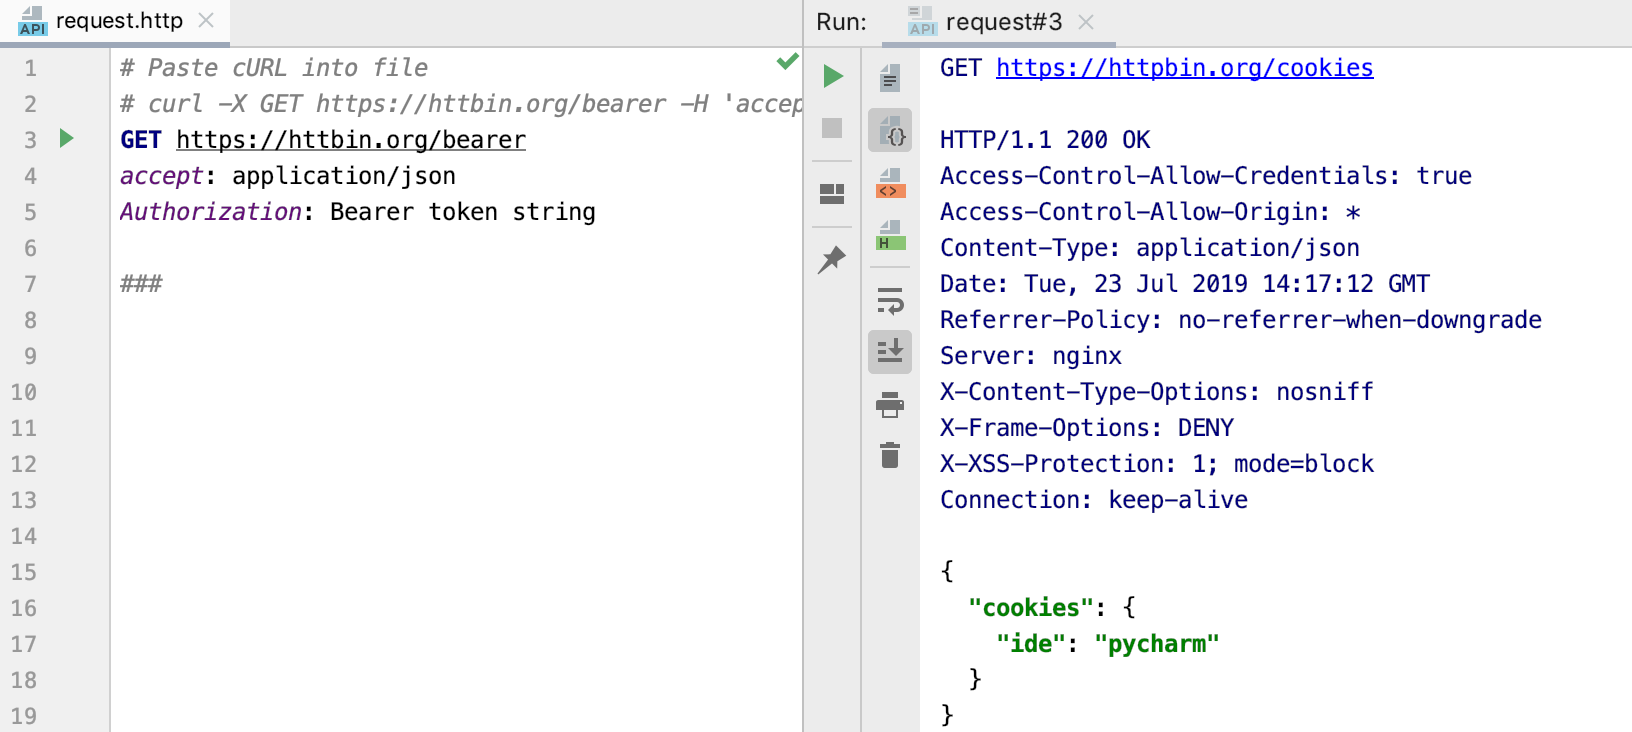 API request.http
1 # Paste cURL into file
2 # curl -X GET https://httbin.org/bearer -H 'accep
3 GET https://httbin.org/bearer
4 accept: application/json
5 Authorization: Bearer token string
6
7 ###
8
9
10
11
12
13
14
15
16
17
18
19
Run: API request#3
GET https://httpbin.org/cookies
HTTP/1.1 200 OK
Access-Control-Allow-Credentials: true
Access-Control-Allow-Origin: *
Content-Type: application/json
Date: Tue, 23 Jul 2019 14:17:12 GMT
Referrer-Policy: no-referrer-when-downgrade
Server: nginx
X-Content-Type-Options: nosniff
X-Frame-Options: DENY
X-XSS-Protection: 1; mode=block
Connection: keep-alive
{
"cookies": {
"ide": "pycharm"
}
}
{}
<>
H